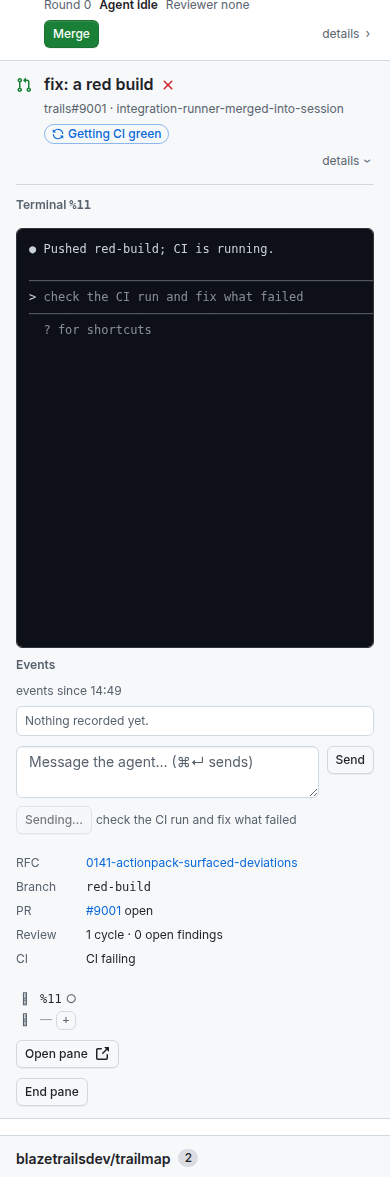 Round 0 Agent idle Reviewer none
Merge details ›
fix: a red build ×
trails#9001 · integration-runner-merged-into-session
Getting CI green
details
Terminal %11
● Pushed red-build; CI is running.
> check the CI run and fix what failed
? for shortcuts
Events
events since 14:49
Nothing recorded yet.
Message the agent... (⌘↵ sends) Send
Sending... check the CI run and fix what failed
RFC 0141-actionpack-surfaced-deviations
Branch red-build
PR #9001 open
Review 1 cycle · 0 open findings
CI CI failing
%11
— +
Open pane
End pane
blazetrailsdev/trailmap 2